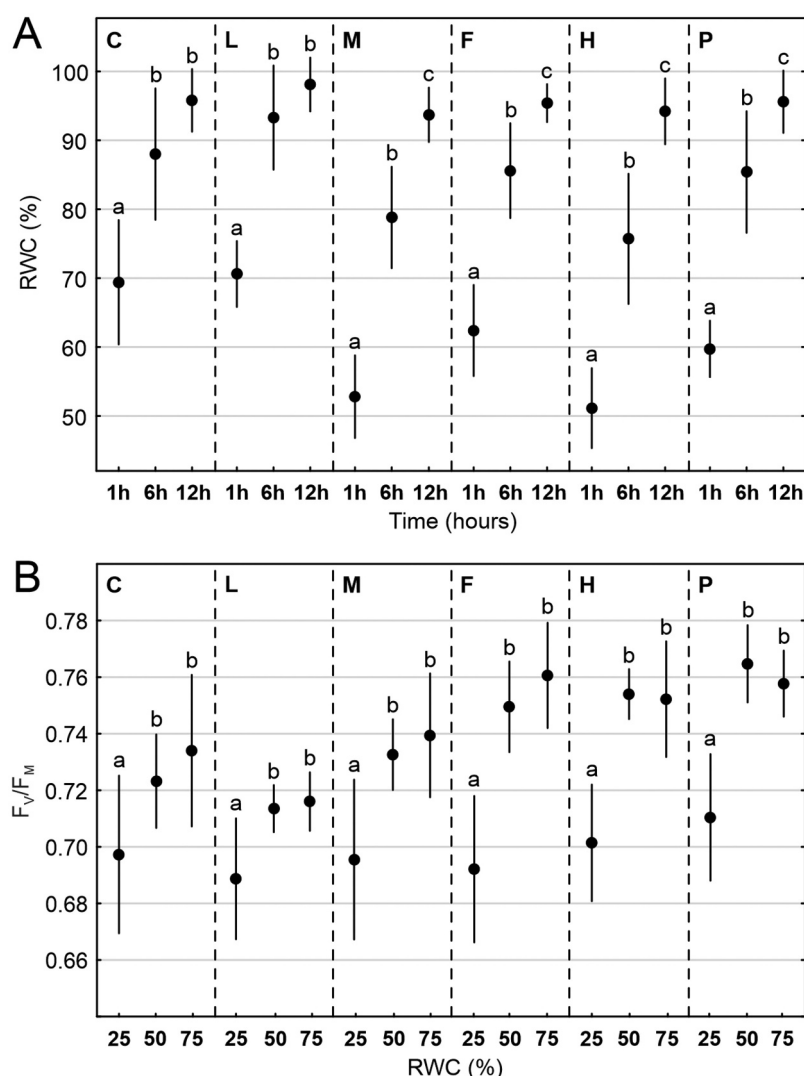 A
C L M F H P
b b b c c c
b b b b b b
a a a a a a
RWC (%)
100
90
80
70
60
50
1h 6h 12h 1h 6h 12h 1h 6h 12h 1h 6h 12h 1h 6h 12h 1h 6h 12h
Time (hours)
B
C L M F H P
a b b a b b a b b a b b a b b a b b
F_V/F_M
0.78
0.76
0.74
0.72
0.70
0.68
0.66
25 50 75 25 50 75 25 50 75 25 50 75 25 50 75 25 50 75
RWC (%)